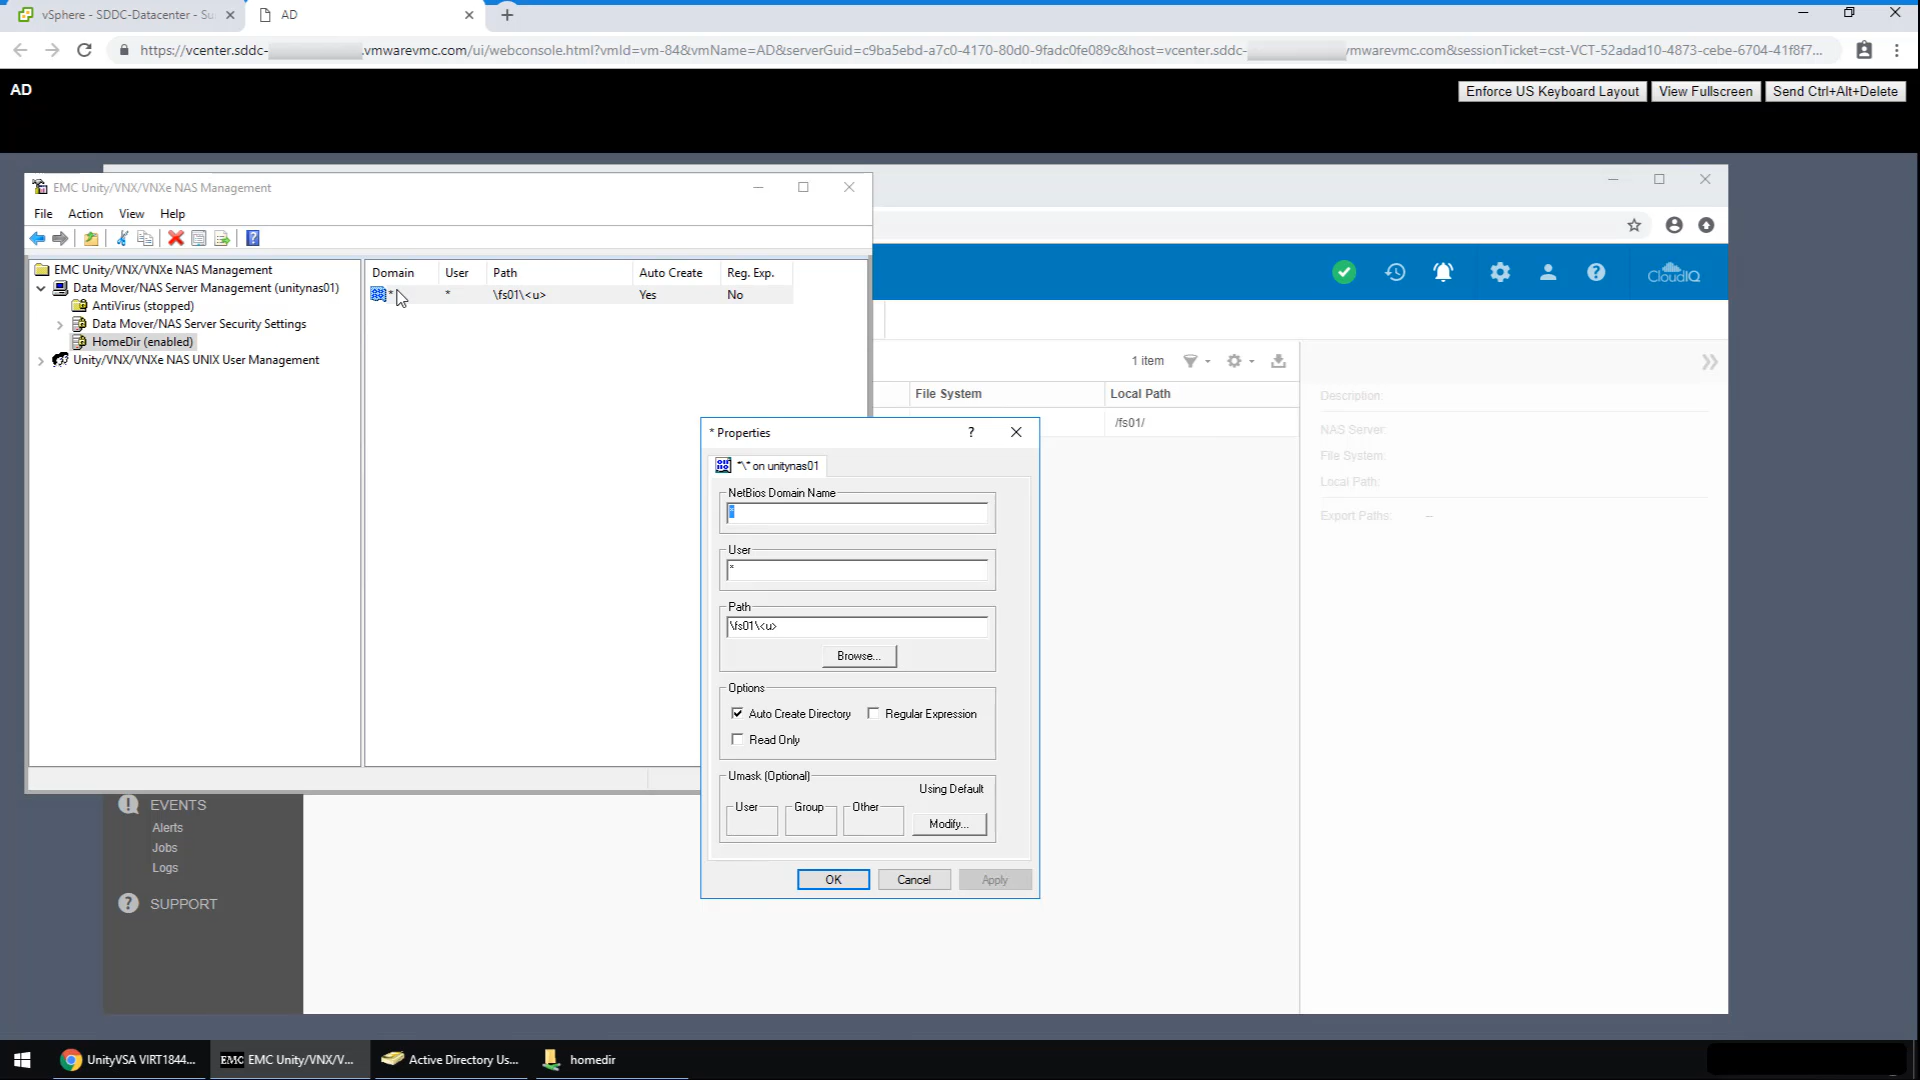 vSphere - SDDC-Datacenter - Su
AD
https://vcenter.sddc-
.vmwarevmc.com/ui/webconsole.html?vmId=vm-84&vmName=AD&serverGuid=c9ba5ebd-a7c0-4170-80d0-9fadc0fe089c&host=vcenter.sddc-
vmwarevmc.com&sessionTicket=cst-VCT-52adad10-4873-cebe-6704-41f8f7...
AD
Enforce US Keyboard Layout
View Fullscreen
Send Ctrl+Alt+Delete
EMC Unity/VNX/VNXe NAS Management
File Action View Help
EMC Unity/VNX/VNXe NAS Management
Data Mover/NAS Server Management (unitynas01)
AntiVirus (stopped)
Data Mover/NAS Server Security Settings
HomeDir (enabled)
Unity/VNX/VNXe NAS UNIX User Management
Domain User Path Auto Create Reg. Exp.
* * \fs01\<u> Yes No
CloudIQ
1 item
File System Local Path
/fs01/
Description:
NAS Server:
File System:
Local Path:
Export Paths: --
* Properties
?
*\* on unitynas01
NetBios Domain Name
*
User
*
Path
\fs01\<u>
Browse...
Options
Auto Create Directory Regular Expression
Read Only
Umask (Optional)
Using Default
User Group Other
Modify...
OK Cancel Apply
EVENTS
Alerts
Jobs
Logs
SUPPORT
UnityVSA VIRT1844...
EMC EMC Unity/VNX/V...
Active Directory Us...
homedir